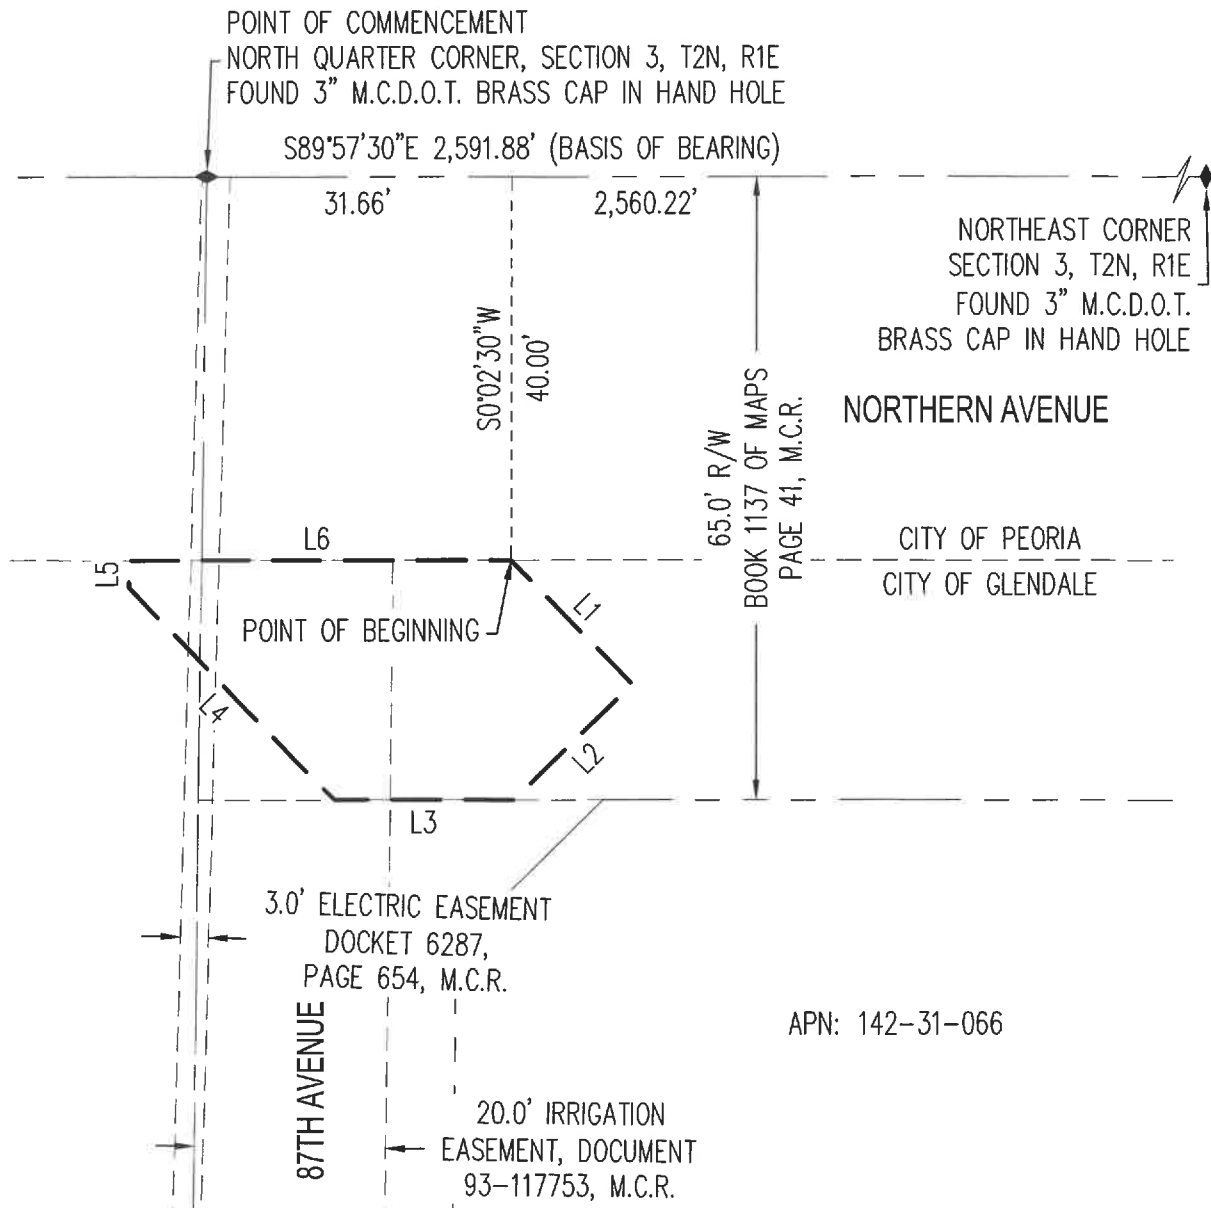 POINT OF COMMENCEMENT
NORTH QUARTER CORNER, SECTION 3, T2N, R1E
FOUND 3" M.C.D.O.T. BRASS CAP IN HAND HOLE
S89°57'30"E 2,591.88' (BASIS OF BEARING)
31.66'
2,560.22'
NORTHEAST CORNER
SECTION 3, T2N, R1E
FOUND 3" M.C.D.O.T.
BRASS CAP IN HAND HOLE
S0°02'30"W
40.00'
65.0' R/W
BOOK 1137 OF MAPS
PAGE 41, M.C.R.
NORTHERN AVENUE
L6
CITY OF PEORIA
L5
CITY OF GLENDALE
L1
POINT OF BEGINNING
L4
L2
L3
3.0' ELECTRIC EASEMENT
DOCKET 6287,
PAGE 654, M.C.R.
87TH AVENUE
APN: 142-31-066
20.0' IRRIGATION
EASEMENT, DOCUMENT
93-117753, M.C.R.